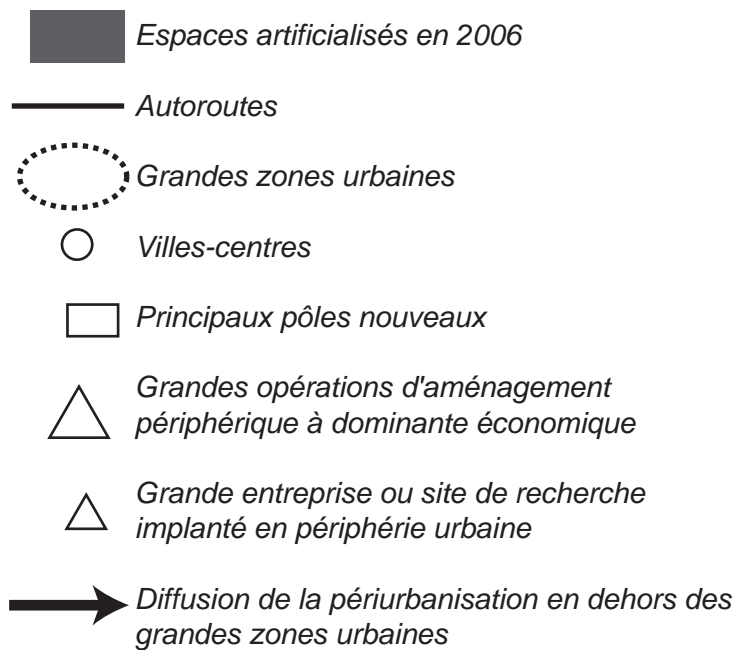 Espaces artificialisés en 2006
Autoroutes
Grandes zones urbaines
Villes-centres
Principaux pôles nouveaux
Grandes opérations d'aménagement
périphérique à dominante économique
Grande entreprise ou site de recherche
implanté en périphérie urbaine
Diffusion de la périurbanisation en dehors des
grandes zones urbaines